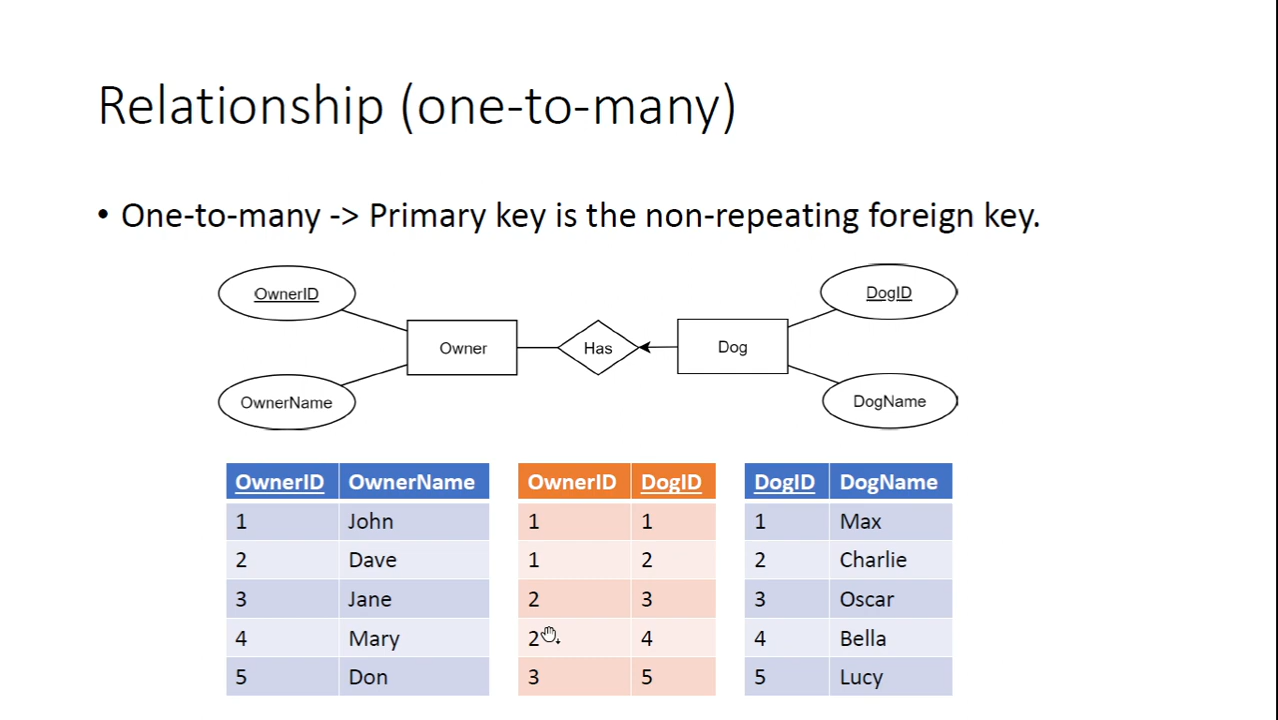 Relationship (one-to-many)
• One-to-many -> Primary key is the non-repeating foreign key.
OwnerID
DogID
Owner
Has
Dog
OwnerName
DogName
OwnerID OwnerName
1 John
2 Dave
3 Jane
4 Mary
5 Don
OwnerID DogID
1 1
1 2
2 3
2 4
3 5
DogID DogName
1 Max
2 Charlie
3 Oscar
4 Bella
5 Lucy